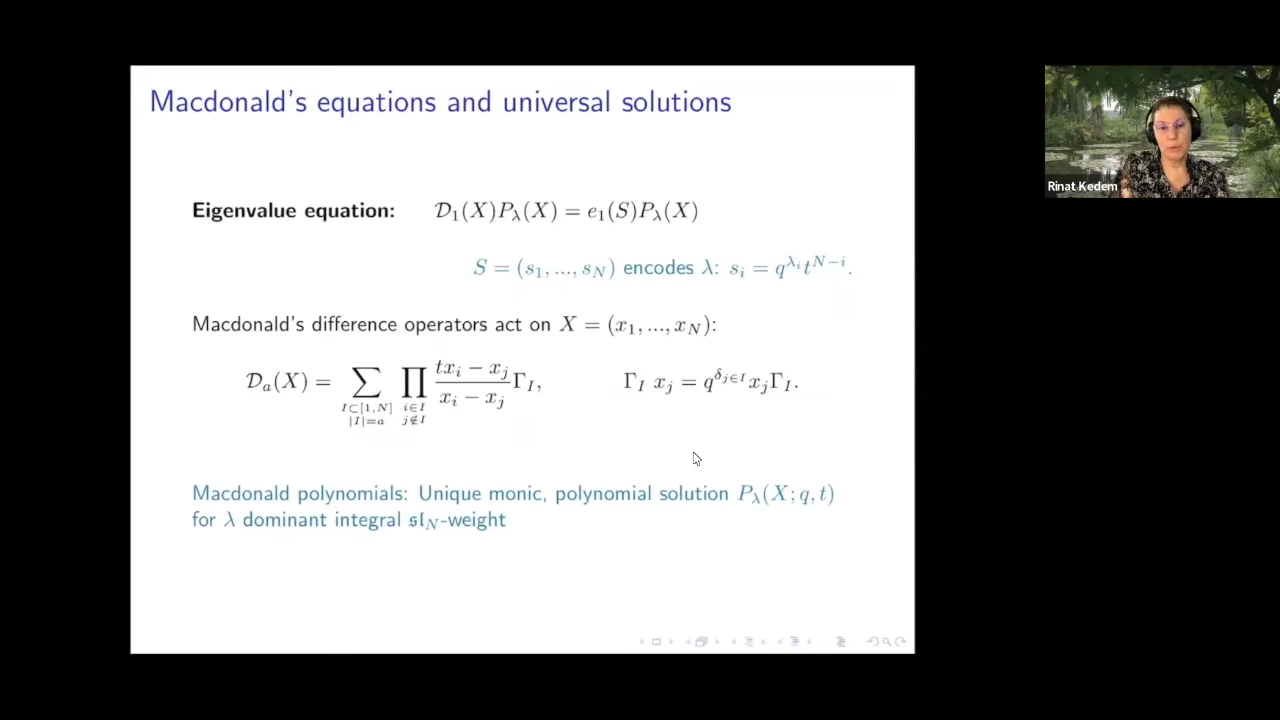 Macdonald's equations and universal solutions
Eigenvalue equation: 𝒟₁(X)P_λ(X) = e₁(S)P_λ(X)
S = (s₁, ..., s_N) encodes λ: s_i = q^{λ_i} t^{N−i}.
Macdonald's difference operators act on X = (x₁, ..., x_N):
𝒟_a(X) = ∑_{I⊂[1,N] |I|=a} ∏_{i∈I j∉I} (tx_i − x_j)/(x_i − x_j) Γ_I, Γ_I x_j = q^{δ_{j∈I}} x_j Γ_I.
Macdonald polynomials: Unique monic, polynomial solution P_λ(X; q, t)
for λ dominant integral 𝔰𝔩_N-weight
Rinat Kedem